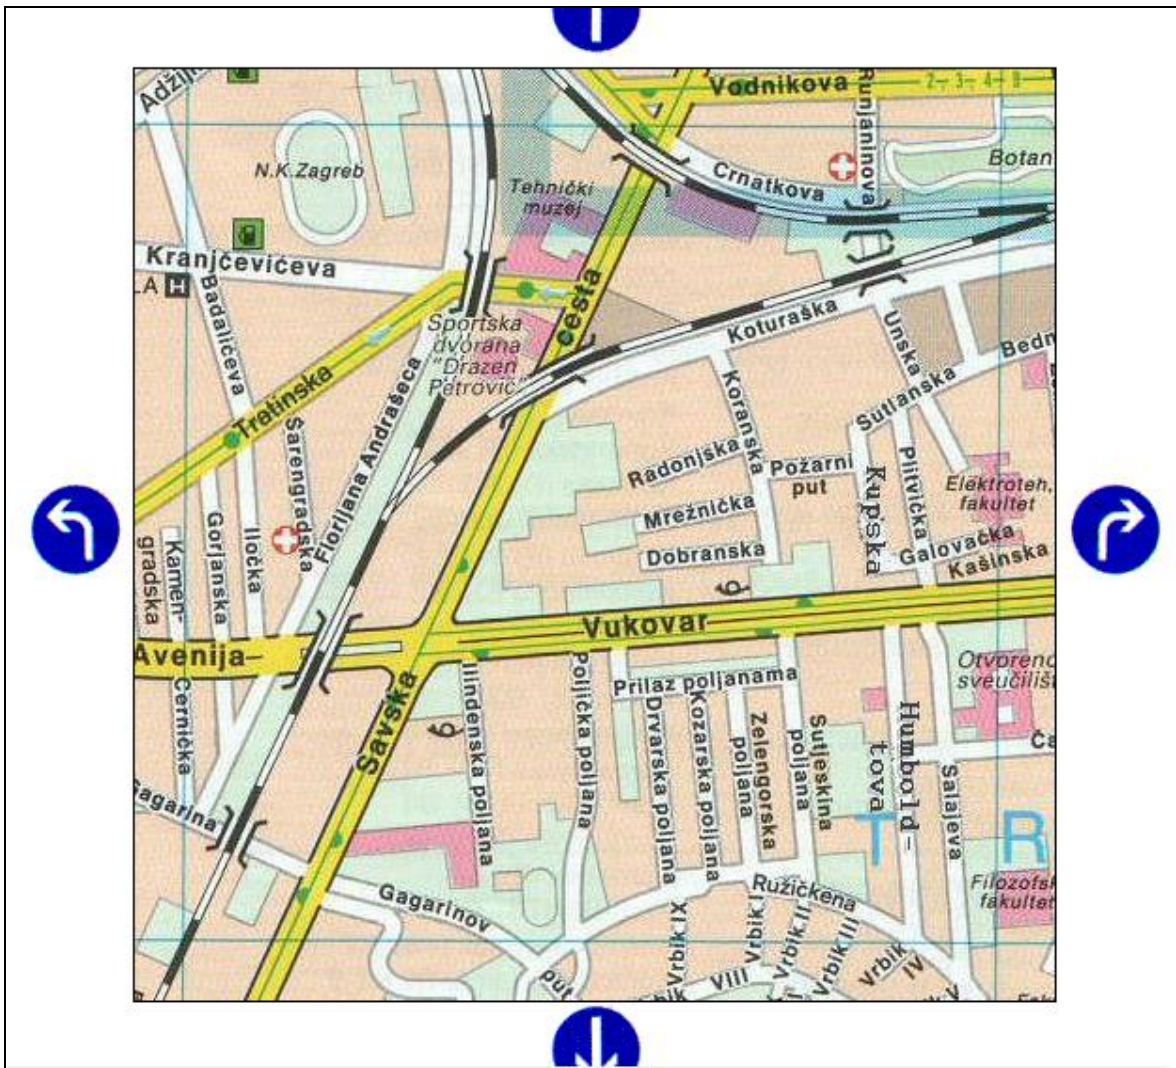 Vodnikova
2-3-4-8
Runjaninova
Crnatkova
Botan
N.K.Zagreb
Tehnički
muzej
Kranjčevićeva
LA H
Badalićeva
cesta
Sportska
dvorana
"Drazen
Petrović"
Koturaška
Unska
Bedn
Tratinska
Florijana Andrašeca
Šarengradska
Koranska
Sutlanska
Radonjska
Požarni
put
Kupska
Plitvička
Elektroteh.
fakultet
Mrežnička
Dobranska
Galovačka
Kašinska
Kamen-
gradska
Gorjanska
Iločka
Avenija
Vukovar
Cernička
Savska
Ilindenska poljana
Poljička poljana
Prilaz poljanama
Drvarska poljana
Kozarska poljana
Zelengorska
poljana
Sutjeskina
poljana
Humbold-
tova
Salajeva
Otvoreno
sveučiliš
Ča
T R
Gagarina
Gagarinov
put
Ružičkena
Filozofsk
fakultet
Vrbik IX
Vrbik I
Vrbik II
Vrbik III
Vrbik
IV
VIII